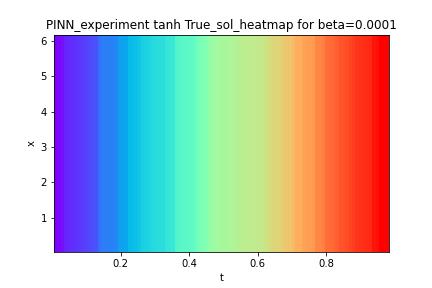 PINN_experiment tanh True_sol_heatmap for beta=0.0001
6
5
4
3
2
1
x
0.2 0.4 0.6 0.8
t